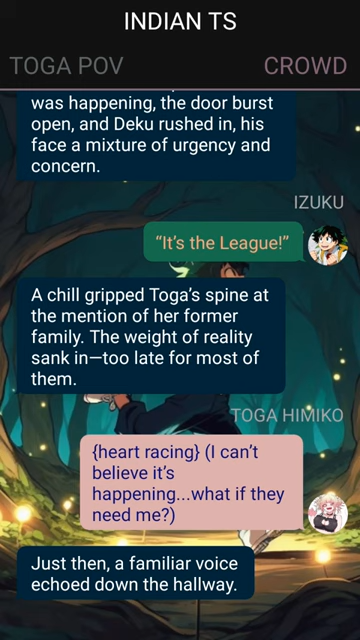 INDIAN TS
TOGA POV
CROWD
was happening, the door burst
open, and Deku rushed in, his
face a mixture of urgency and
concern.
IZUKU
“It’s the League!”
A chill gripped Toga’s spine at
the mention of her former
family. The weight of reality
sank in—too late for most of
them.
TOGA HIMIKO
{heart racing} (I can’t
believe it’s
happening...what if they
need me?)
Just then, a familiar voice
echoed down the hallway.